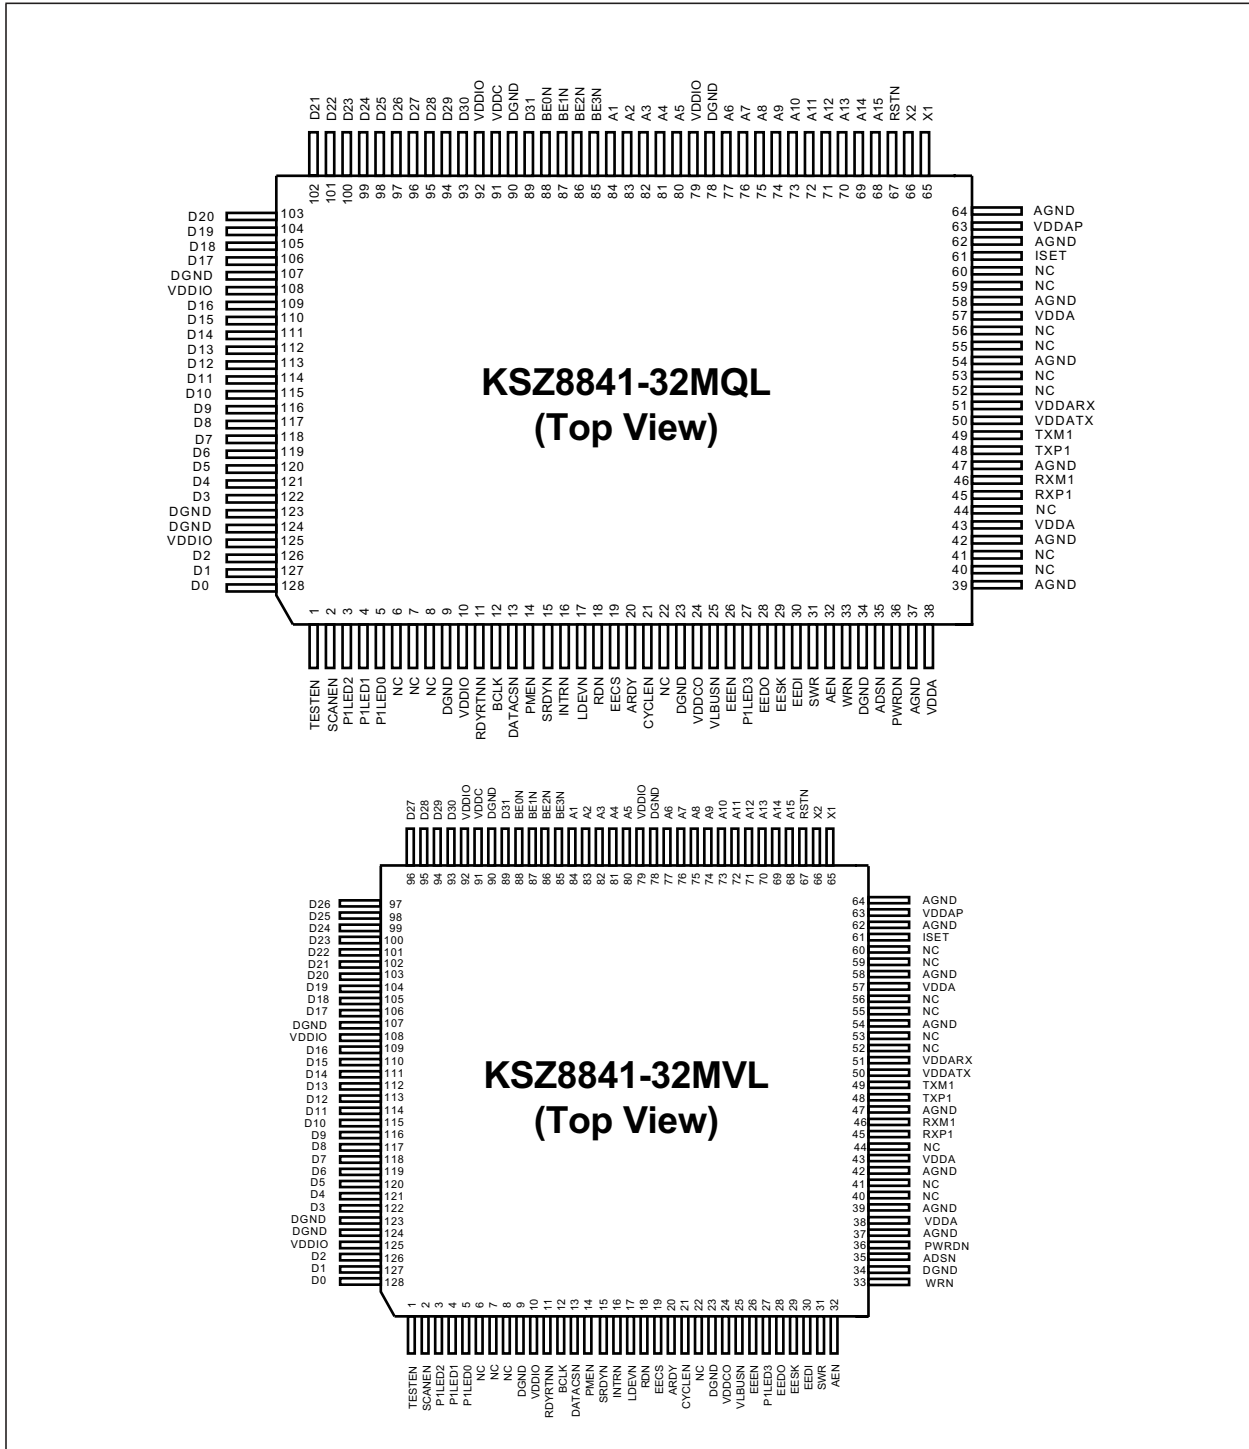 D21 D22 D23 D24 D25 D26 D27 D28 D29 D30 VDDIO VDDC DGND D31 BE0N BE1N BE2N BE3N A1 A2 A3 A4 A5 VDDIO DGND A6 A7 A8 A9 A10 A11 A12 A13 A14 A15 RSTN X2 X1
102 101 100 99 98 97 96 95 94 93 92 91 90 89 88 87 86 85 84 83 82 81 80 79 78 77 76 75 74 73 72 71 70 69 68 67 66 65
D20 103
D19 104
D18 105
D17 106
DGND 107
VDDIO 108
D16 109
D15 110
D14 111
D13 112
D12 113
D11 114
D10 115
D9 116
D8 117
D7 118
D6 119
D5 120
D4 121
D3 122
DGND 123
DGND 124
VDDIO 125
D2 126
D1 127
D0 128
KSZ8841-32MQL
(Top View)
64 AGND
63 VDDAP
62 AGND
61 ISET
60 NC
59 NC
58 AGND
57 VDDA
56 NC
55 NC
54 AGND
53 NC
52 NC
51 VDDARX
50 VDDATX
49 TXM1
48 TXP1
47 AGND
46 RXM1
45 RXP1
44 NC
43 VDDA
42 AGND
41 NC
40 NC
39 AGND
1 2 3 4 5 6 7 8 9 10 11 12 13 14 15 16 17 18 19 20 21 22 23 24 25 26 27 28 29 30 31 32 33 34 35 36 37 38
TESTEN SCANEN P1LED2 P1LED1 P1LED0 NC NC NC DGND VDDIO RDYRTNN BCLK DATACSN PMEN SRDYN INTRN LDEVN RDN EECS ARDY CYCLEN NC DGND VDDCO VLBUSN EEEN P1LED3 EEDO EESK EEDI SWR AEN WRN DGND ADSN PWRDN AGND VDDA
D27 D28 D29 D30 VDDIO VDDC DGND D31 BE0N BE1N BE2N BE3N A1 A2 A3 A4 A5 VDDIO DGND A6 A7 A8 A9 A10 A11 A12 A13 A14 A15 RSTN X2 X1
96 95 94 93 92 91 90 89 88 87 86 85 84 83 82 81 80 79 78 77 76 75 74 73 72 71 70 69 68 67 66 65
D26 97
D25 98
D24 99
D23 100
D22 101
D21 102
D20 103
D19 104
D18 105
D17 106
DGND 107
VDDIO 108
D16 109
D15 110
D14 111
D13 112
D12 113
D11 114
D10 115
D9 116
D8 117
D7 118
D6 119
D5 120
D4 121
D3 122
DGND 123
DGND 124
VDDIO 125
D2 126
D1 127
D0 128
KSZ8841-32MVL
(Top View)
64 AGND
63 VDDAP
62 AGND
61 ISET
60 NC
59 NC
58 AGND
57 VDDA
56 NC
55 NC
54 AGND
53 NC
52 NC
51 VDDARX
50 VDDATX
49 TXM1
48 TXP1
47 AGND
46 RXM1
45 RXP1
44 NC
43 VDDA
42 AGND
41 NC
40 NC
39 AGND
38 VDDA
37 AGND
36 PWRDN
35 ADSN
34 DGND
33 WRN
1 2 3 4 5 6 7 8 9 10 11 12 13 14 15 16 17 18 19 20 21 22 23 24 25 26 27 28 29 30 31 32
TESTEN SCANEN P1LED2 P1LED1 P1LED0 NC NC NC DGND VDDIO RDYRTNN BCLK DATACSN PMEN SRDYN INTRN LDEVN RDN EECS ARDY CYCLEN NC DGND VDDCO VLBUSN EEEN P1LED3 EEDO EESK EEDI SWR AEN